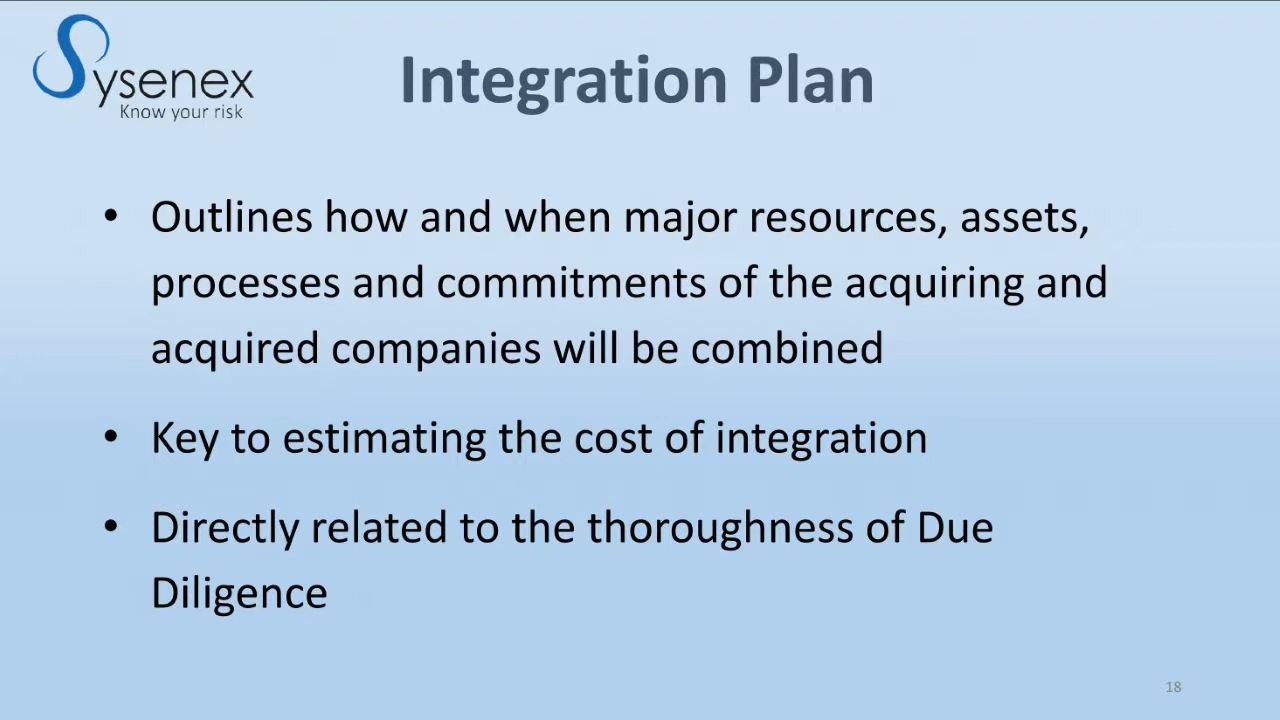 Sysenex
Know your risk
Integration Plan
• Outlines how and when major resources, assets,
processes and commitments of the acquiring and
acquired companies will be combined
• Key to estimating the cost of integration
• Directly related to the thoroughness of Due
Diligence
18